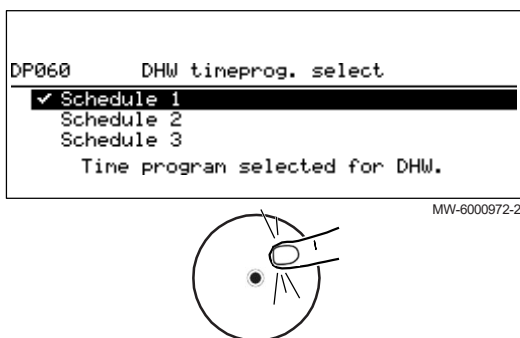 DP060 DHW timeprog. select
✔ Schedule 1
Schedule 2
Schedule 3
Time program selected for DHW.
MW-6000972-2